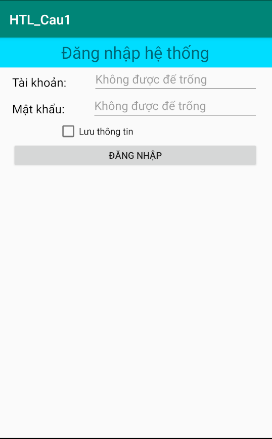 HTL_Cau1
Đăng nhập hệ thống
Tài khoản: Không được để trống
Mật khẩu: Không được để trống
Lưu thông tin
ĐĂNG NHẬP